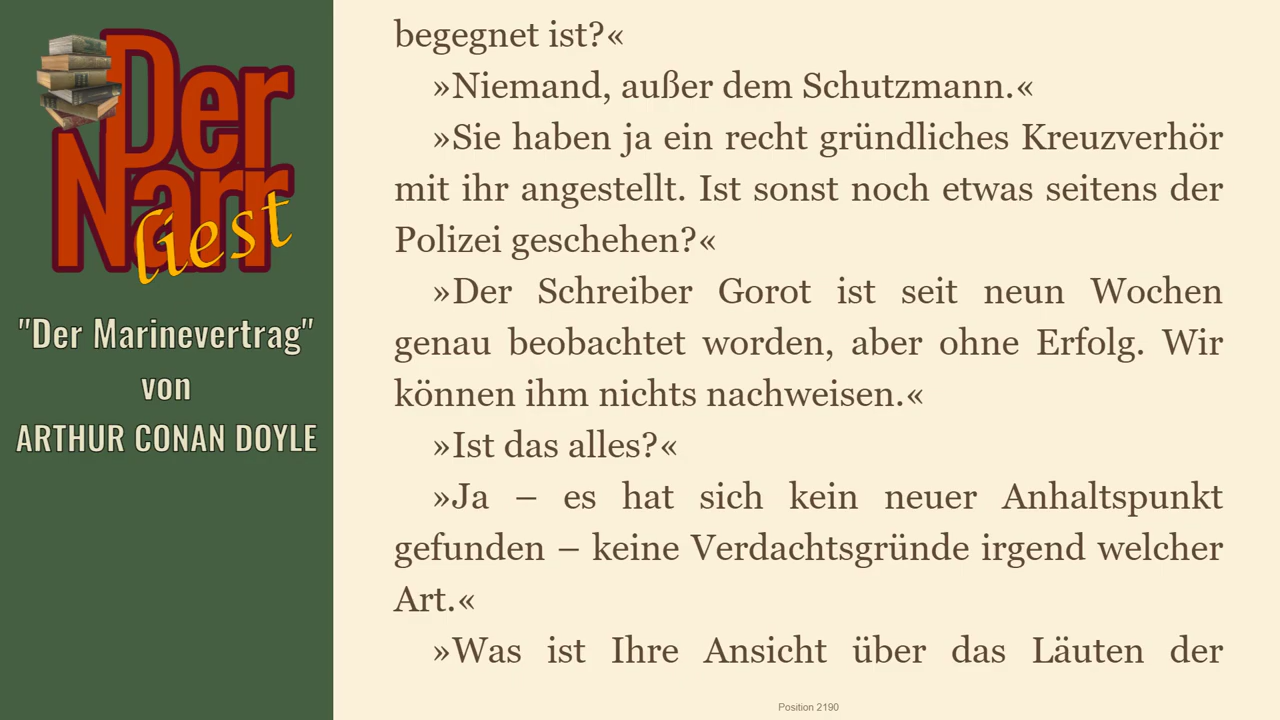 Der
Narr
liest
"Der Marinevertrag"
von
ARTHUR CONAN DOYLE
begegnet ist?«
»Niemand, außer dem Schutzmann.«
»Sie haben ja ein recht gründliches Kreuzverhör
mit ihr angestellt. Ist sonst noch etwas seitens der
Polizei geschehen?«
»Der Schreiber Gorot ist seit neun Wochen
genau beobachtet worden, aber ohne Erfolg. Wir
können ihm nichts nachweisen.«
»Ist das alles?«
»Ja – es hat sich kein neuer Anhaltspunkt
gefunden – keine Verdachtsgründe irgend welcher
Art.«
»Was ist Ihre Ansicht über das Läuten der
Position 2190